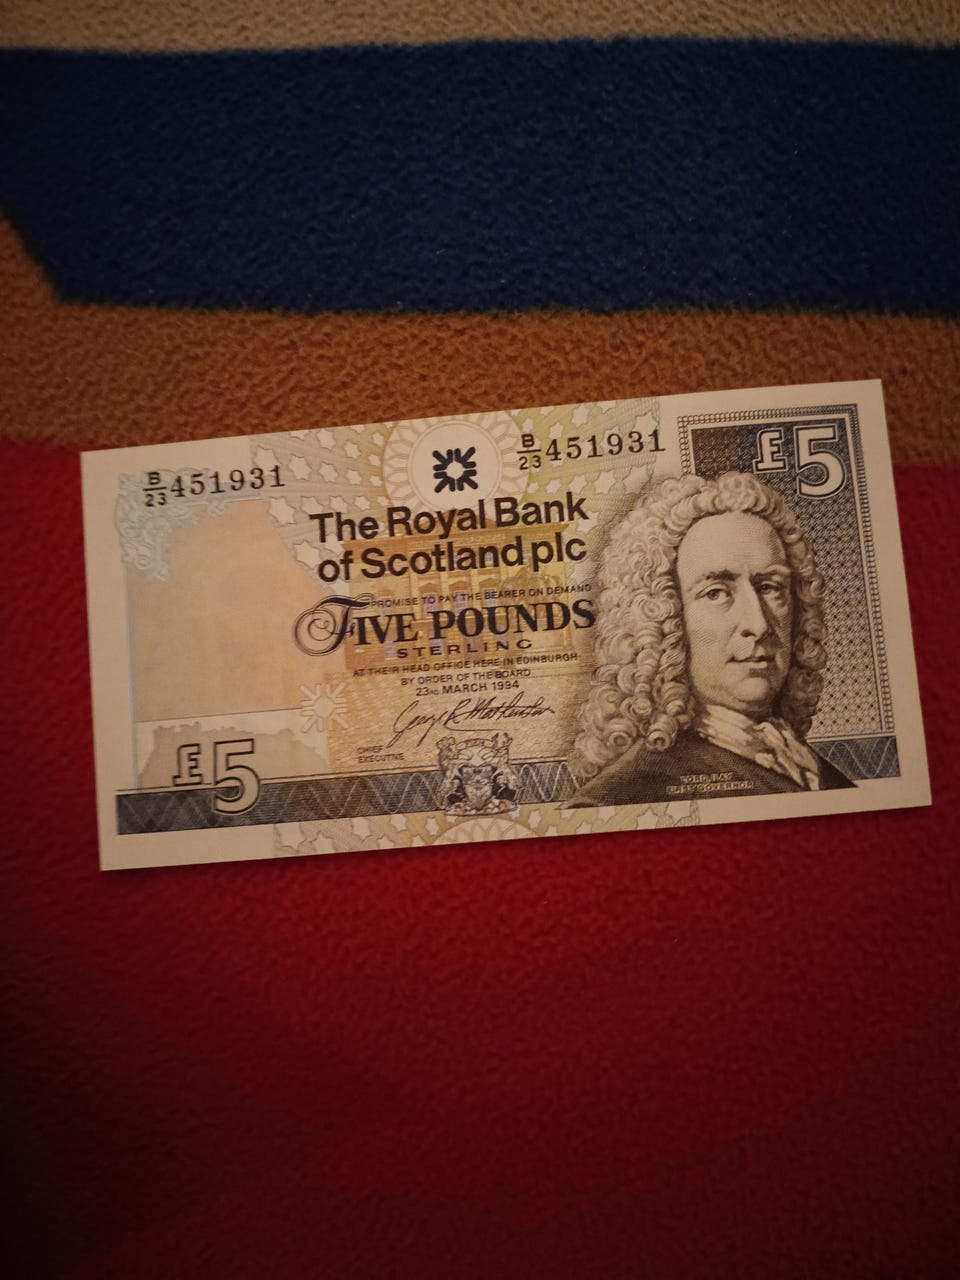 B/23 451931
B/23 451931
£5
The Royal Bank
of Scotland plc
PROMISE TO PAY THE BEARER ON DEMAND
FIVE POUNDS
STERLING
AT THEIR HEAD OFFICE HERE IN EDINBURGH
BY ORDER OF THE BOARD
23RD MARCH 1994
CHIEF
EXECUTIVE
£5
LORD ILAY
FIRST GOVERNOR